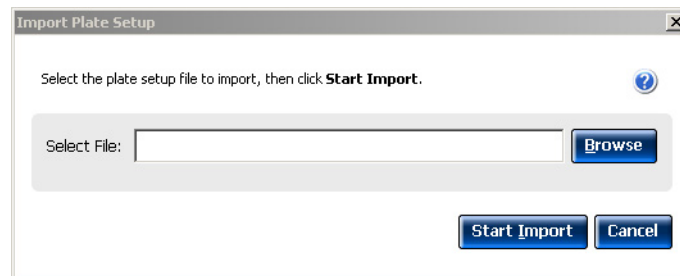 Import Plate Setup
Select the plate setup file to import, then click Start Import.
Select File:
Browse
Start Import
Cancel